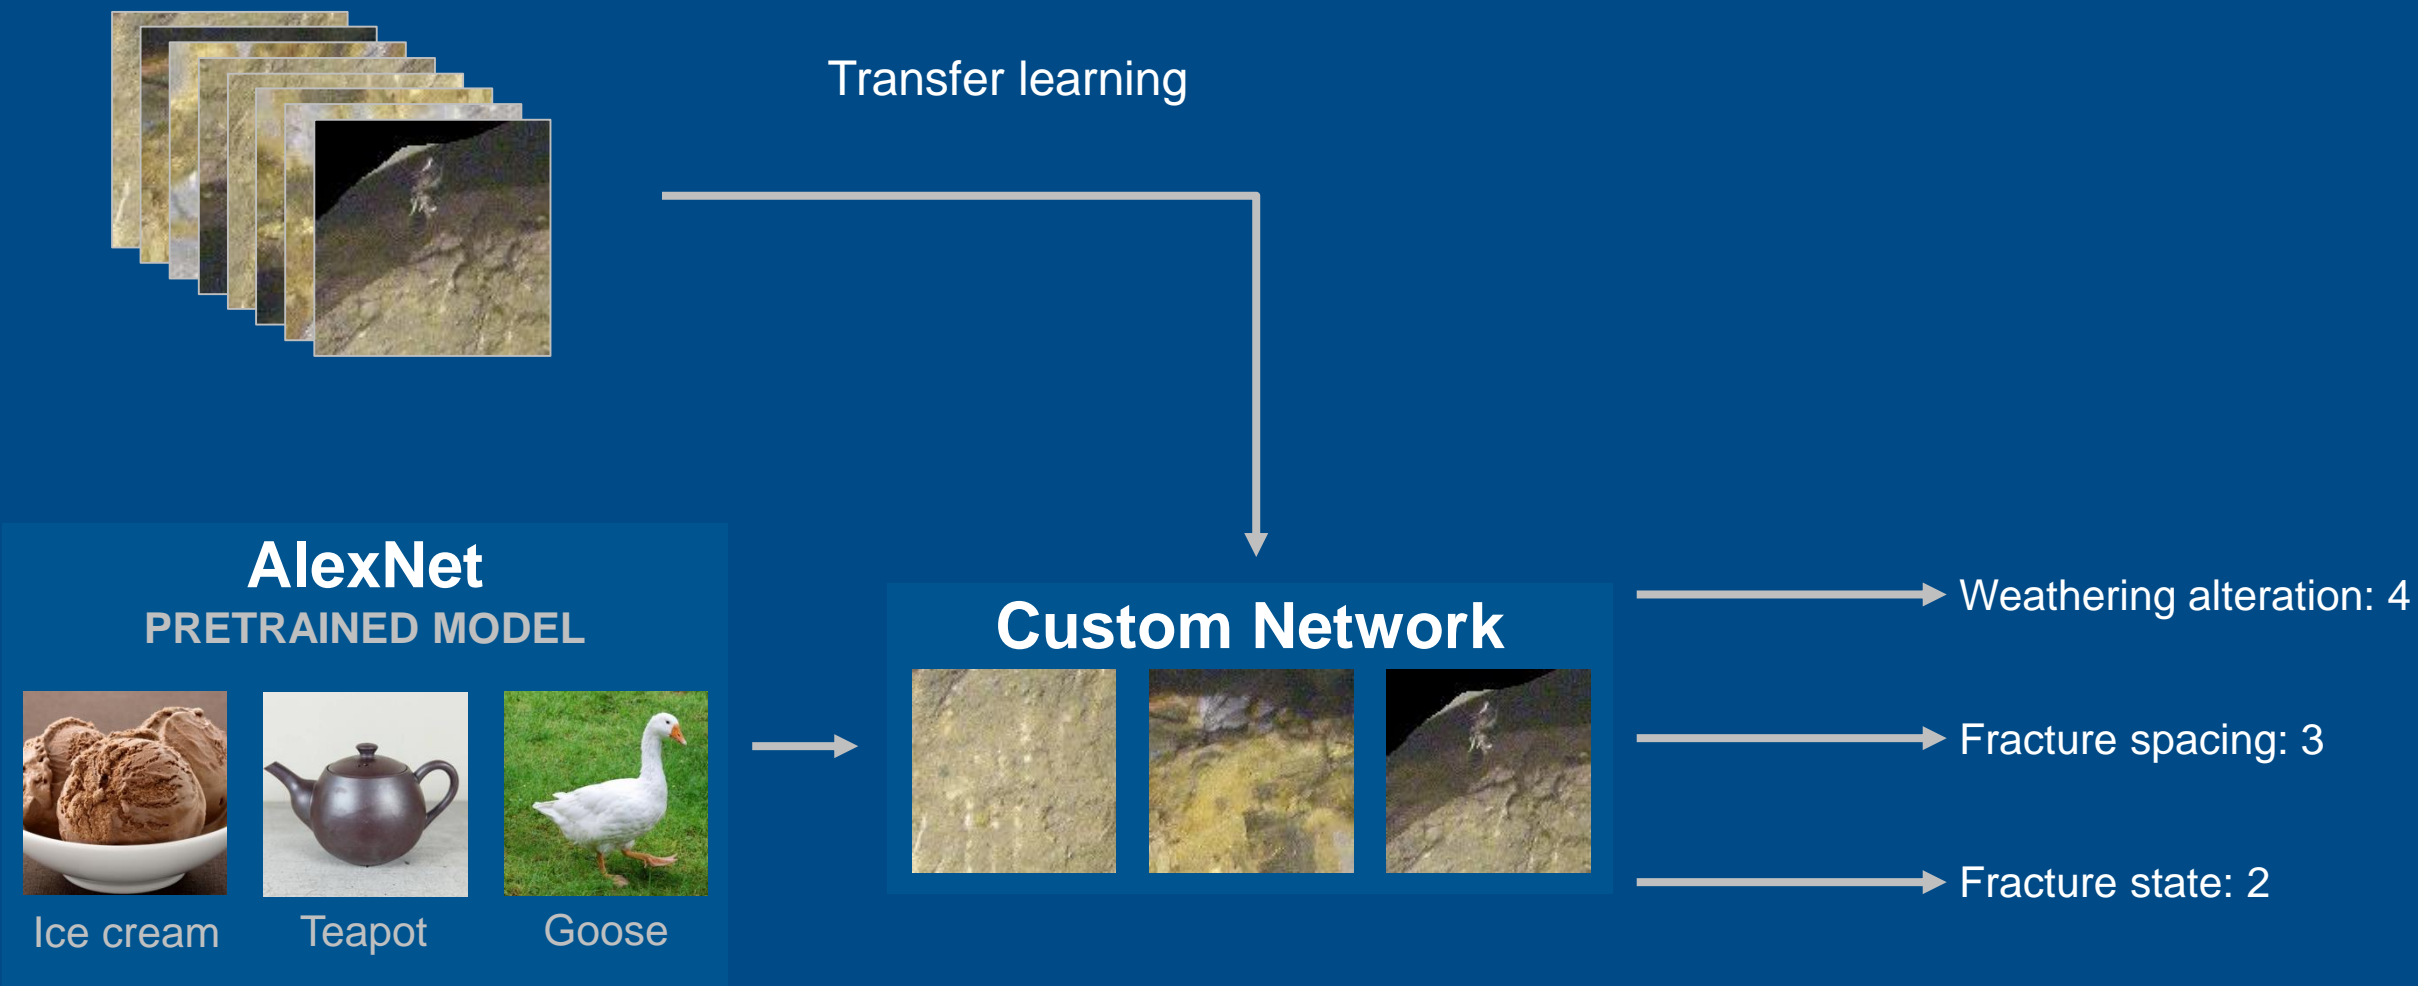 Transfer learning
AlexNet
PRETRAINED MODEL
Ice cream
Teapot
Goose
Custom Network
Weathering alteration: 4
Fracture spacing: 3
Fracture state: 2